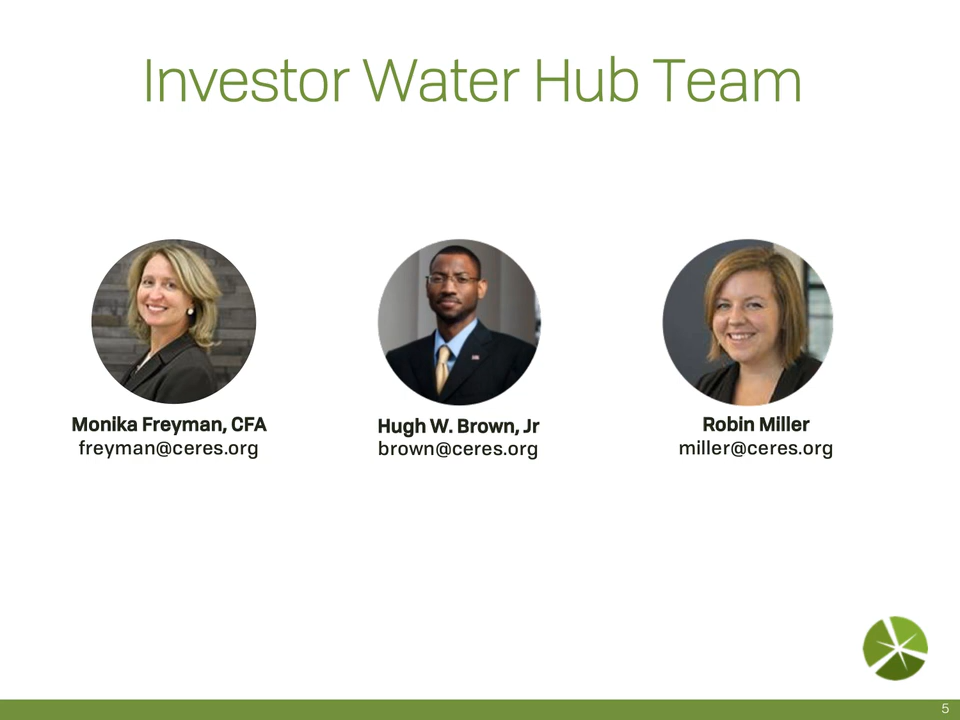 Investor Water Hub Team
Monika Freyman, CFA
freyman@ceres.org
Hugh W. Brown, Jr
brown@ceres.org
Robin Miller
miller@ceres.org
5